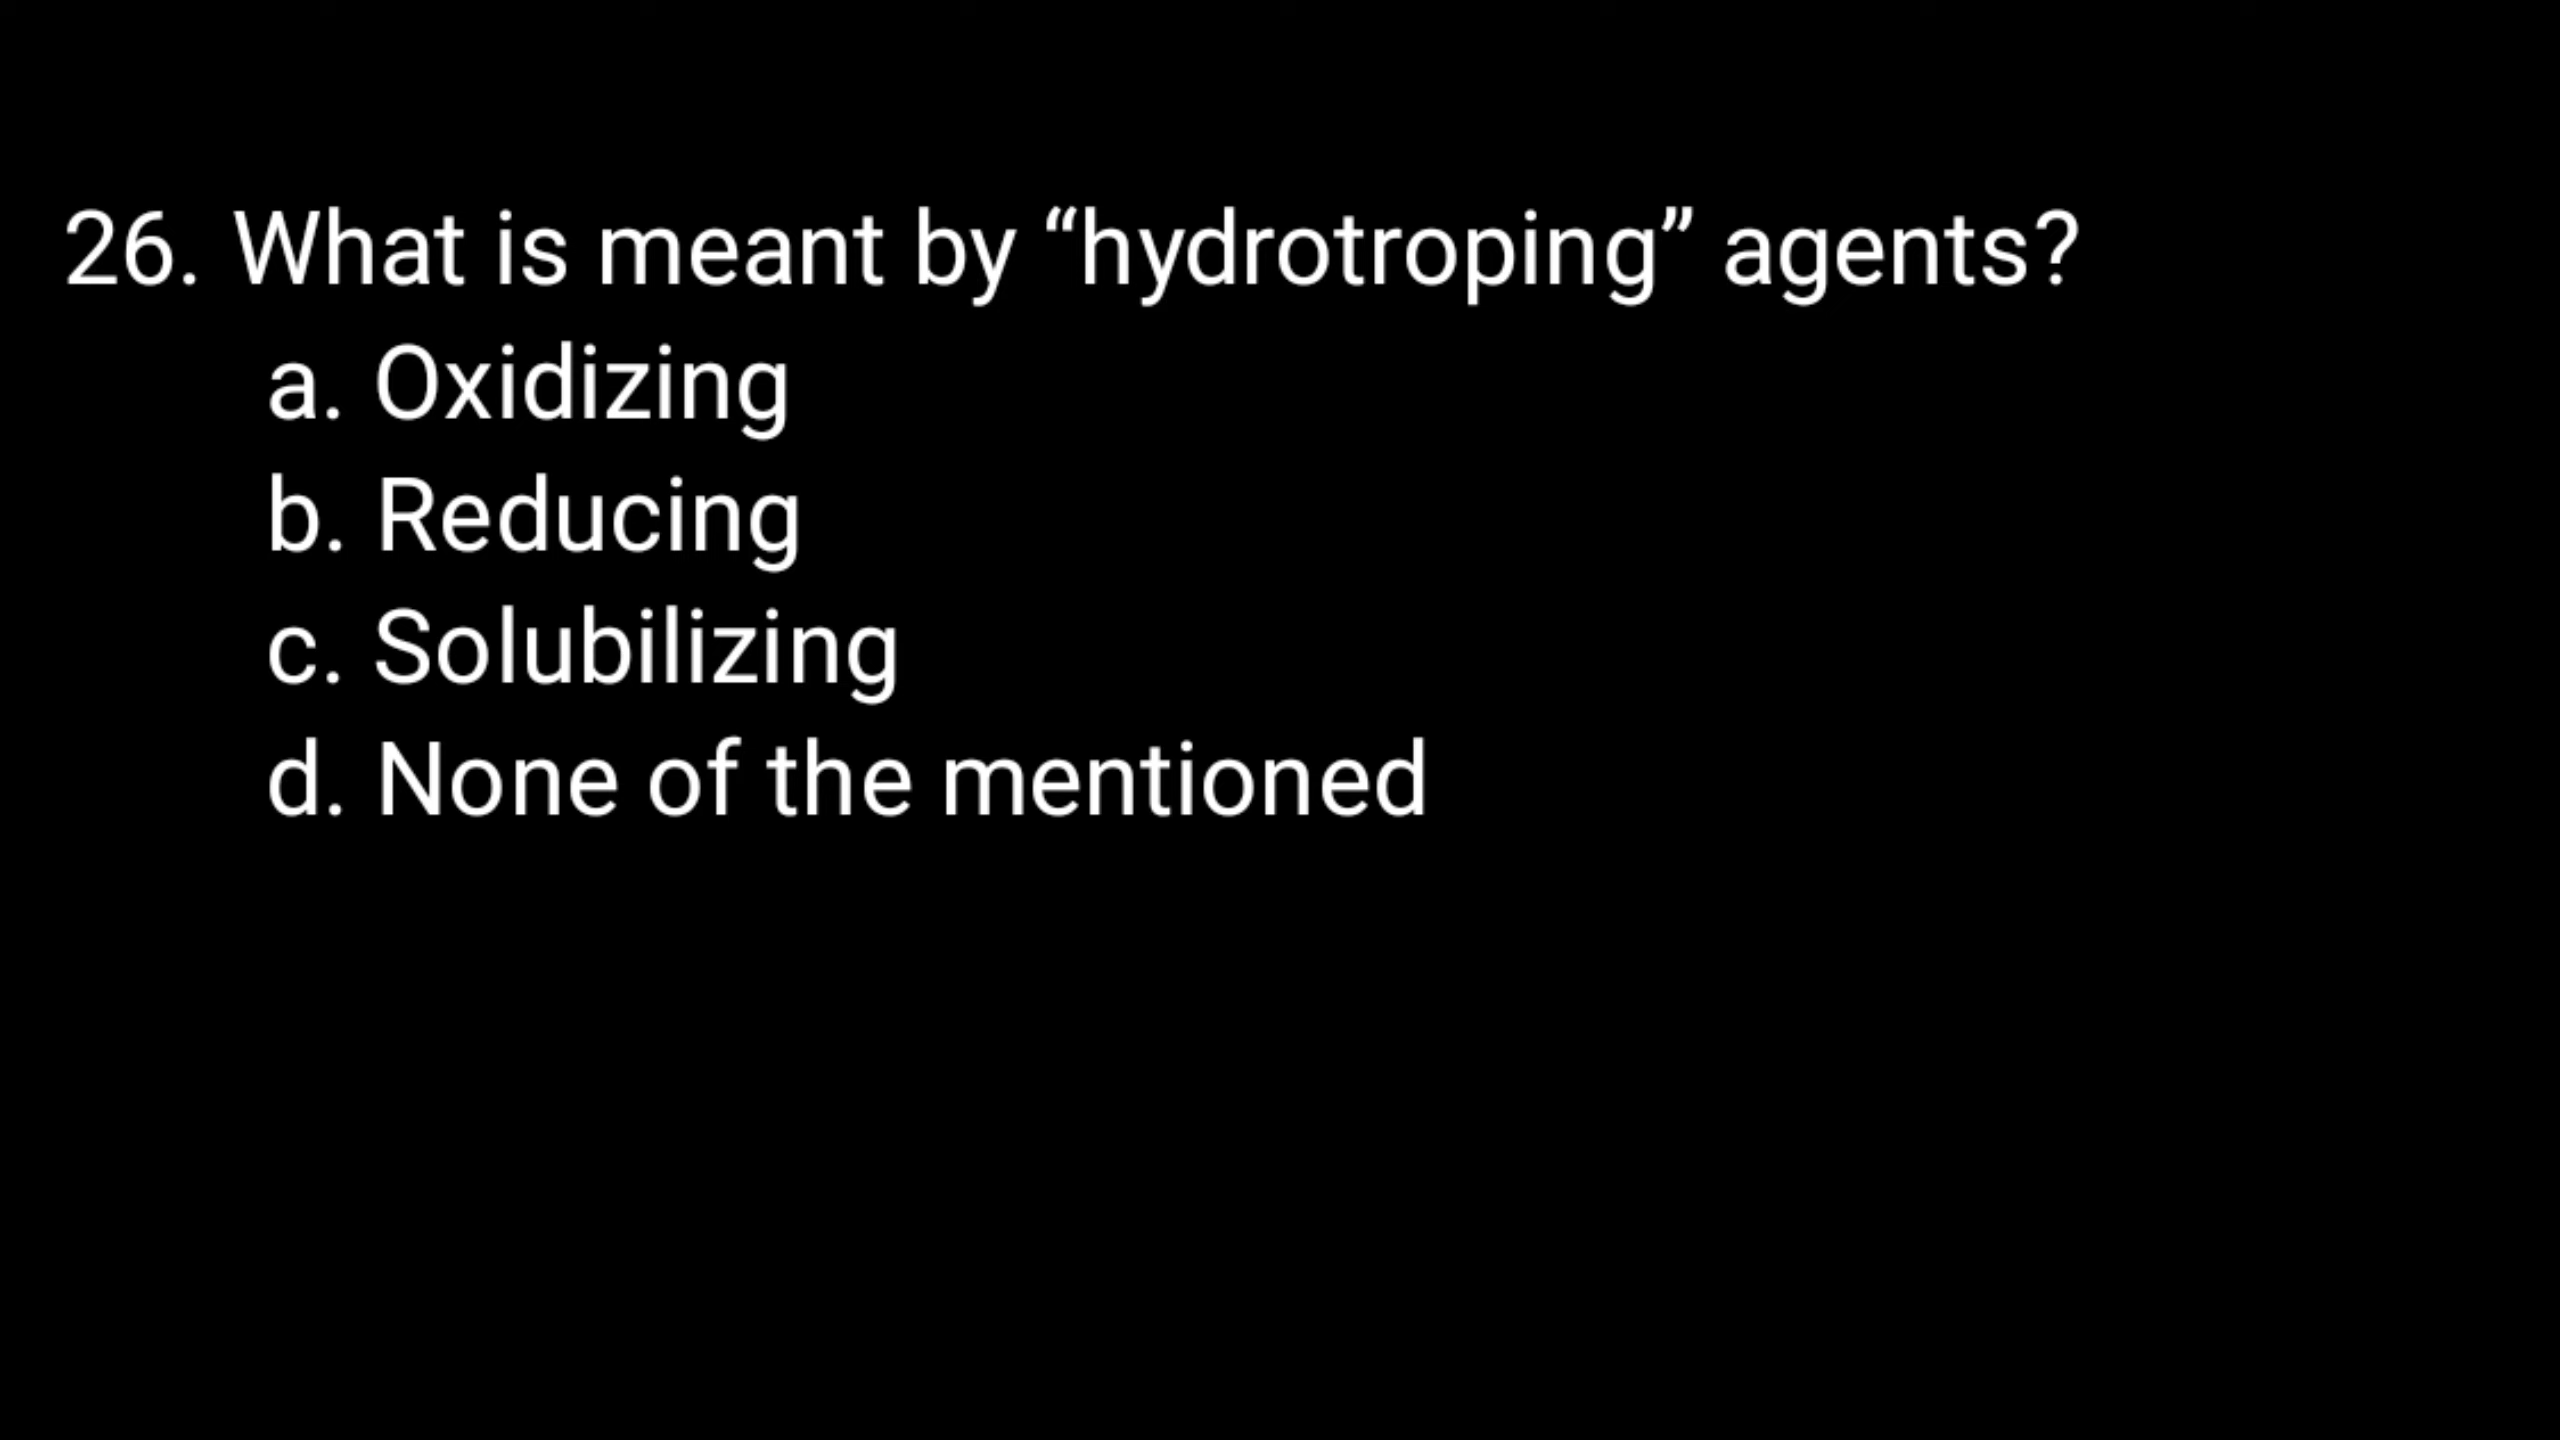 26. What is meant by “hydrotroping” agents?
a. Oxidizing
b. Reducing
c. Solubilizing
d. None of the mentioned